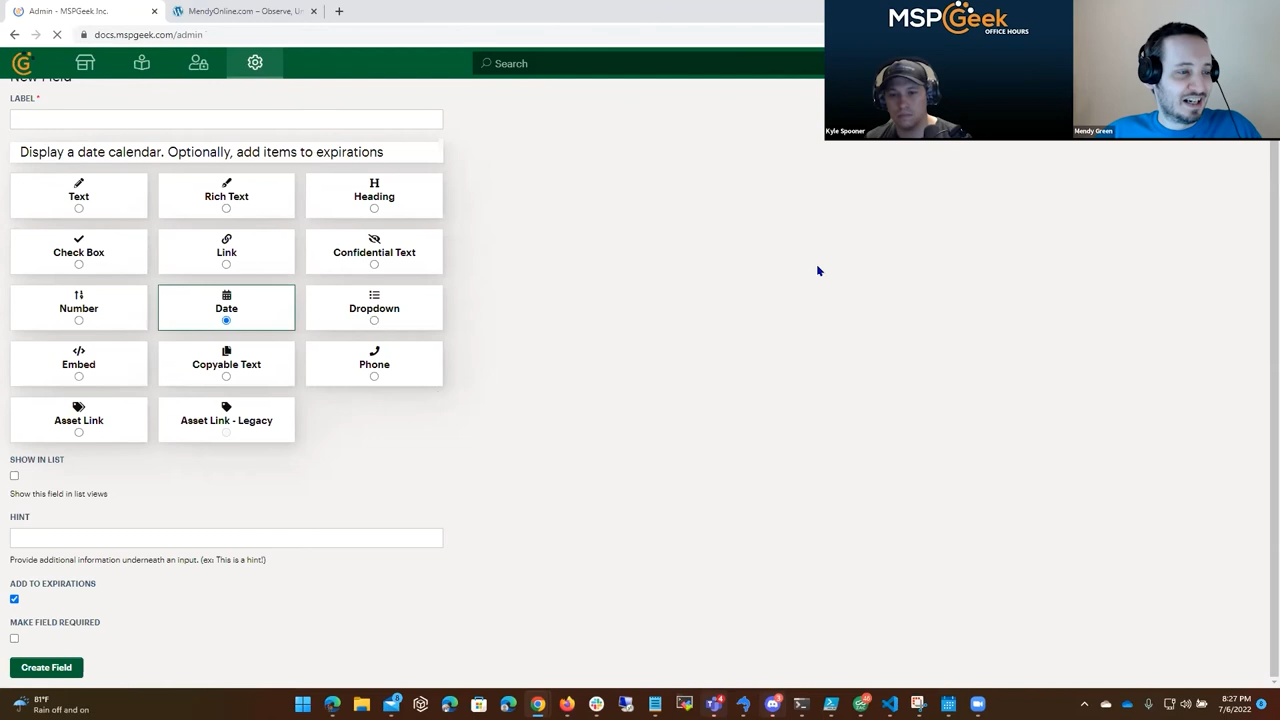 Admin - MSPGeek Inc.
MendyOnline.com – Observe, Un
docs.mspgeek.com/admin
Search
New Field
LABEL *
Display a date calendar. Optionally, add items to expirations
Text
Rich Text
Heading
Check Box
Link
Confidential Text
Number
Date
Dropdown
Embed
Copyable Text
Phone
Asset Link
Asset Link - Legacy
SHOW IN LIST
Show this field in list views
HINT
Provide additional information underneath an input. (ex: This is a hint!)
ADD TO EXPIRATIONS
MAKE FIELD REQUIRED
Create Field
MSPGeek
OFFICE HOURS
Kyle Spooner
Mendy Green
81°F
Rain off and on
8:27 PM
7/6/2022